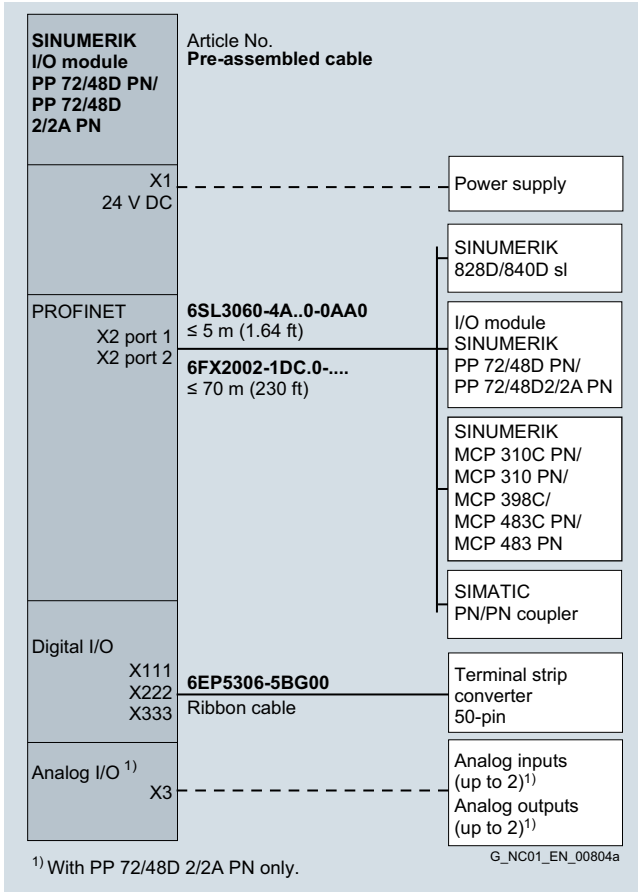 SINUMERIK
I/O module
PP 72/48D PN/
PP 72/48D
2/2A PN
Article No.
Pre-assembled cable
X1
24 V DC
Power supply
SINUMERIK
828D/840D sl
PROFINET
X2 port 1
X2 port 2
6SL3060-4A..0-0AA0
≤ 5 m (1.64 ft)
6FX2002-1DC.0-....
≤ 70 m (230 ft)
I/O module
SINUMERIK
PP 72/48D PN/
PP 72/48D2/2A PN
SINUMERIK
MCP 310C PN/
MCP 310 PN/
MCP 398C/
MCP 483C PN/
MCP 483 PN
SIMATIC
PN/PN coupler
Digital I/O
X111
X222
X333
6EP5306-5BG00
Ribbon cable
Terminal strip
converter
50-pin
Analog I/O 1)
X3
Analog inputs
(up to 2)1)
Analog outputs
(up to 2)1)
1) With PP 72/48D 2/2A PN only.
G_NC01_EN_00804a